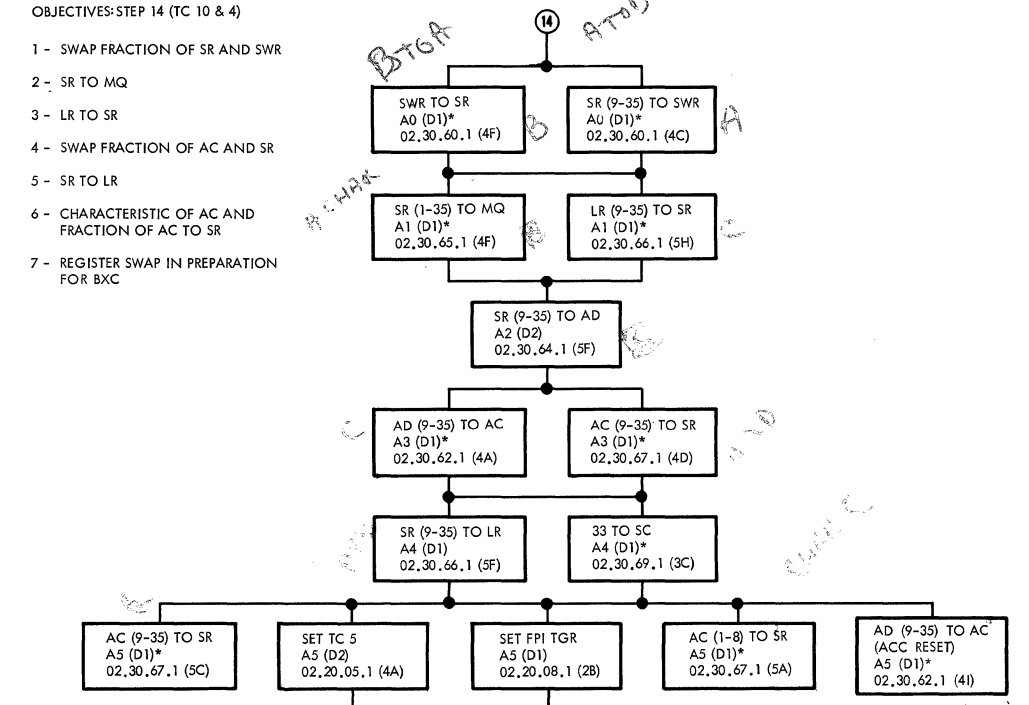 OBJECTIVES: STEP 14 (TC 10 & 4)
1 - SWAP FRACTION OF SR AND SWR
2 - SR TO MQ
3 - LR TO SR
4 - SWAP FRACTION OF AC AND SR
5 - SR TO LR
6 - CHARACTERISTIC OF AC AND
FRACTION OF AC TO SR
7 - REGISTER SWAP IN PREPARATION
FOR BXC
14
ATOB
BTGA
SWR TO SR
A0 (D1)*
02.30.60.1 (4F)
B
SR (9-35) TO SWR
A0 (D1)*
02.30.60.1 (4C)
A
A CHAR
SR (1-35) TO MQ
A1 (D1)*
02.30.65.1 (4F)
LR (9-35) TO SR
A1 (D1)*
02.30.66.1 (5H)
C
SR (9-35) TO AD
A2 (D2)
02.30.64.1 (5F)
C
AD (9-35) TO AC
A3 (D1)*
02.30.62.1 (4A)
AC (9-35) TO SR
A3 (D1)*
02.30.67.1 (4D)
SR (9-35) TO LR
A4 (D1)
02.30.66.1 (5F)
33 TO SC
A4 (D1)*
02.30.69.1 (3C)
CHAR C
AC (9-35) TO SR
A5 (D1)*
02.30.67.1 (5C)
SET TC 5
A5 (D2)
02.20.05.1 (4A)
SET FPI TGR
A5 (D1)
02.20.08.1 (2B)
AC (1-8) TO SR
A5 (D1)*
02.30.67.1 (5A)
AD (9-35) TO AC
(ACC RESET)
A5 (D1)*
02.30.62.1 (4I)